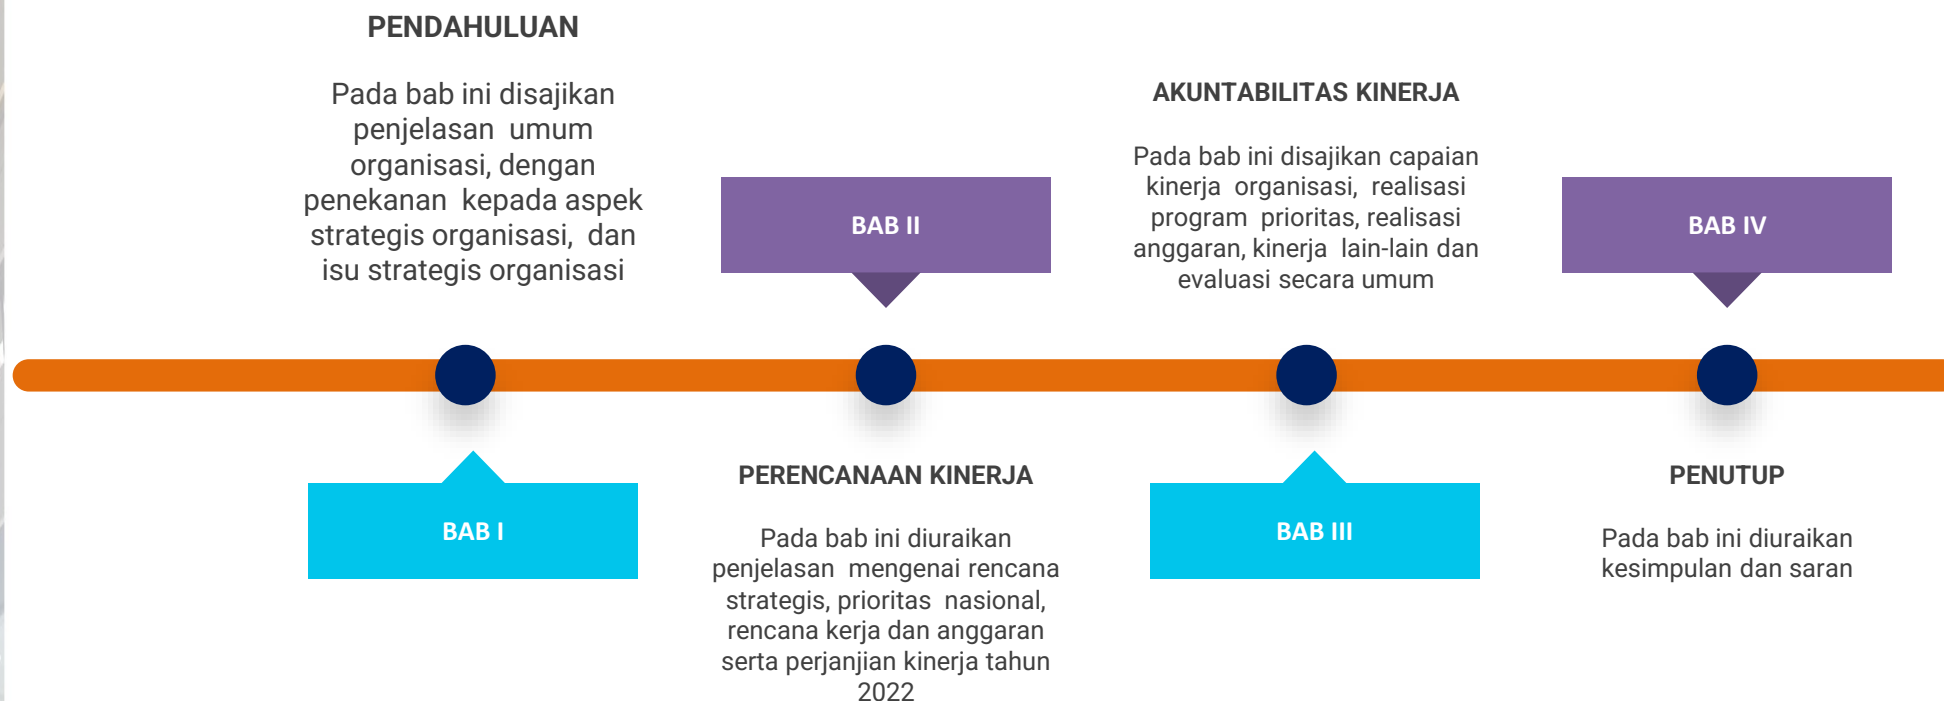 PENDAHULUAN
Pada bab ini disajikan
penjelasan umum
organisasi, dengan
penekanan kepada aspek
strategis organisasi, dan
isu strategis organisasi
BAB I
BAB II
PERENCANAAN KINERJA
Pada bab ini diuraikan
penjelasan mengenai rencana
strategis, prioritas nasional,
rencana kerja dan anggaran
serta perjanjian kinerja tahun
2022
AKUNTABILITAS KINERJA
Pada bab ini disajikan capaian
kinerja organisasi, realisasi
program prioritas, realisasi
anggaran, kinerja lain-lain dan
evaluasi secara umum
BAB III
BAB IV
PENUTUP
Pada bab ini diuraikan
kesimpulan dan saran